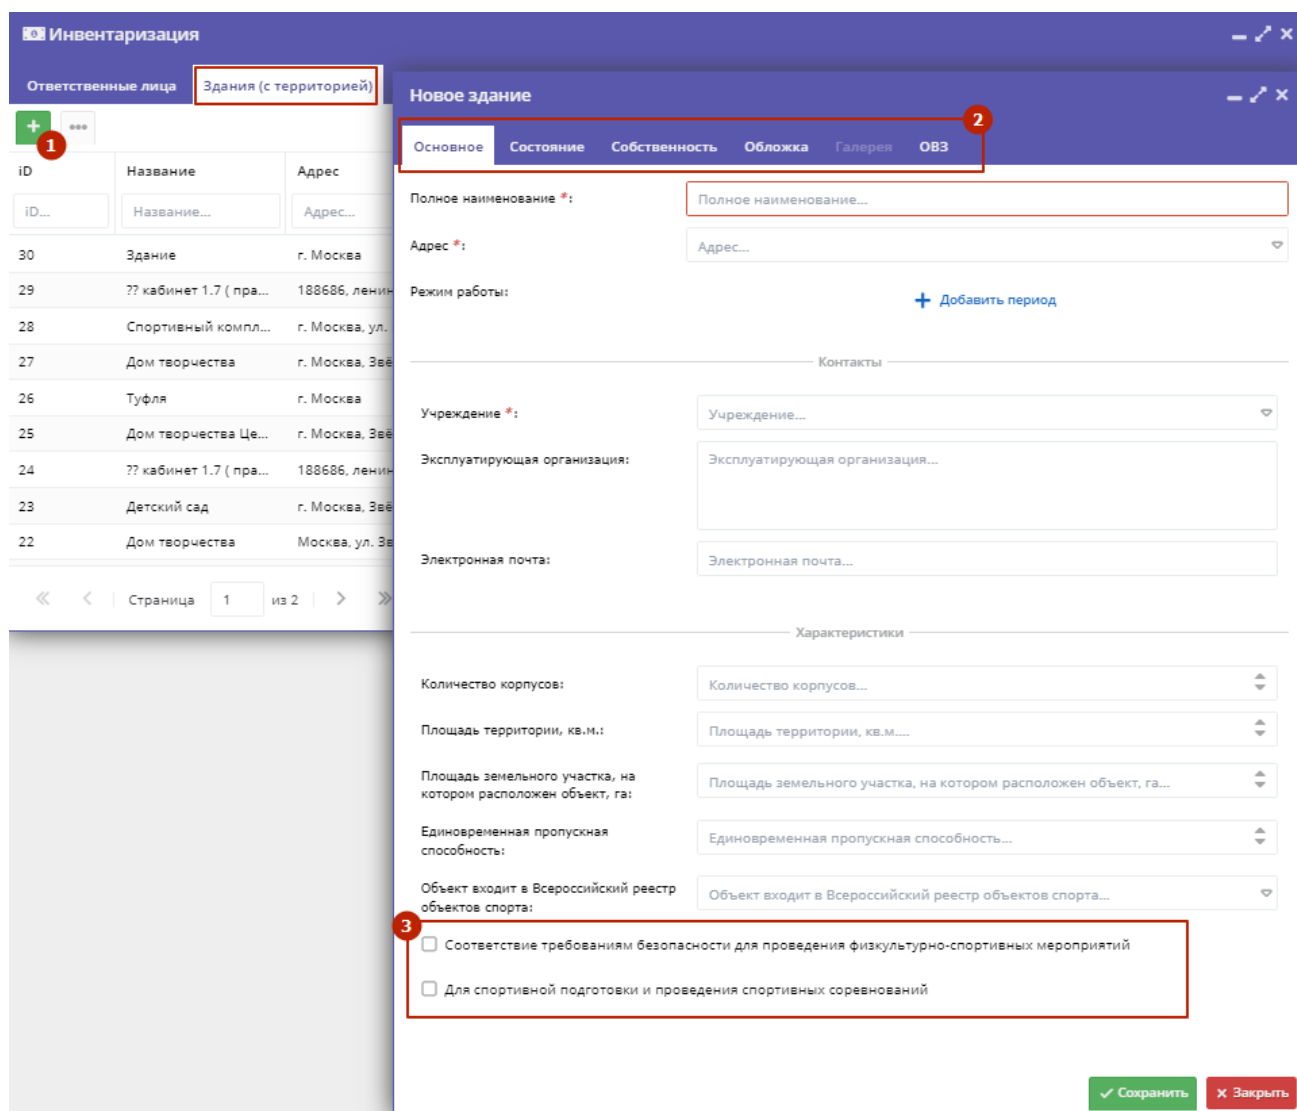 Инвентаризация
Ответственные лица
Здания (с территорией)
+
1
iD
Название
Адрес
iD...
Название...
Адрес...
30 Здание г. Москва
29 ?? кабинет 1.7 ( пра... 188686, ленин
28 Спортивный компл... г. Москва, ул.
27 Дом творчества г. Москва, Звё
26 Туфля г. Москва
25 Дом творчества Це... г. Москва, Звё
24 ?? кабинет 1.7 ( пра... 188686, ленин
23 Детский сад г. Москва, Звё
22 Дом творчества Москва, ул. Зв
Страница 1 из 2
Новое здание
2
Основное Состояние Собственность Обложка Галерея ОВЗ
Полное наименование *:
Полное наименование...
Адрес *:
Адрес...
Режим работы:
+ Добавить период
Контакты
Учреждение *:
Учреждение...
Эксплуатирующая организация:
Эксплуатирующая организация...
Электронная почта:
Электронная почта...
Характеристики
Количество корпусов:
Количество корпусов...
Площадь территории, кв.м.:
Площадь территории, кв.м....
Площадь земельного участка, на
котором расположен объект, га:
Площадь земельного участка, на котором расположен объект, га...
Единовременная пропускная
способность:
Единовременная пропускная способность...
Объект входит в Всероссийский реестр
объектов спорта:
Объект входит в Всероссийский реестр объектов спорта...
3
Соответствие требованиям безопасности для проведения физкультурно-спортивных мероприятий
Для спортивной подготовки и проведения спортивных соревнований
Сохранить
Закрыть